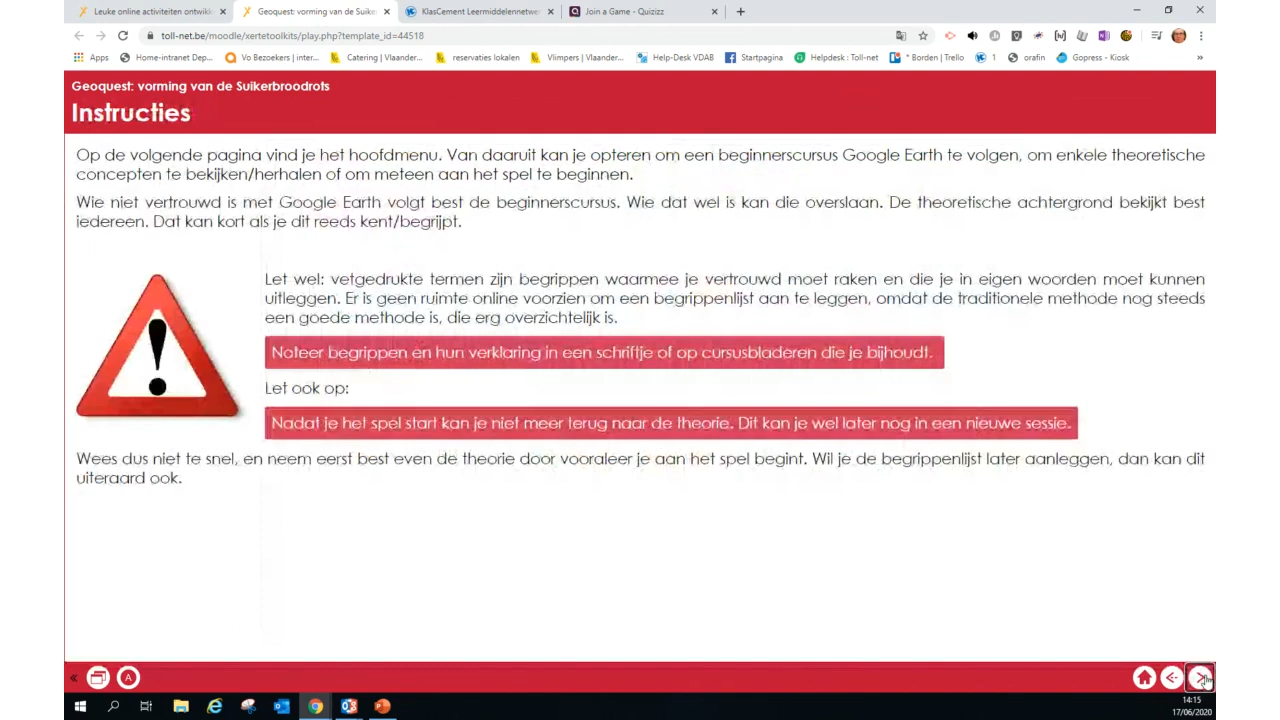 Leuke online activiteiten ontwikk
Geoquest: vorming van de Suike
KlasCement Leermiddelennetwer
Join a Game - Quizizz
toll-net.be/moodle/xertetoolkits/play.php?template_id=44518
Apps
Home-intranet Dep...
Vo Bezoekers | inter...
Catering | Vlaander...
reservaties lokalen
Vlimpers | Vlaander...
Help-Desk VDAB
Startpagina
Helpdesk : Toll-net
* Borden | Trello
1
orafin
Gopress - Kiosk
»
Geoquest: vorming van de Suikerbroodrots
Instructies
Op de volgende pagina vind je het hoofdmenu. Van daaruit kan je opteren om een beginnerscursus Google Earth te volgen, om enkele theoretische
concepten te bekijken/herhalen of om meteen aan het spel te beginnen.
Wie niet vertrouwd is met Google Earth volgt best de beginnerscursus. Wie dat wel is kan die overslaan. De theoretische achtergrond bekijkt best
iedereen. Dat kan kort als je dit reeds kent/begrijpt.
Let wel: vetgedrukte termen zijn begrippen waarmee je vertrouwd moet raken en die je in eigen woorden moet kunnen
uitleggen. Er is geen ruimte online voorzien om een begrippenlijst aan te leggen, omdat de traditionele methode nog steeds
een goede methode is, die erg overzichtelijk is.
Noteer begrippen en hun verklaring in een schriftje of op cursusbladeren die je bijhoudt.
Let ook op:
Nadat je het spel start kan je niet meer terug naar de theorie. Dit kan je wel later nog in een nieuwe sessie.
Wees dus niet te snel, en neem eerst best even de theorie door vooraleer je aan het spel begint. Wil je de begrippenlijst later aanleggen, dan kan dit
uiteraard ook.
A
14:15
17/06/2020